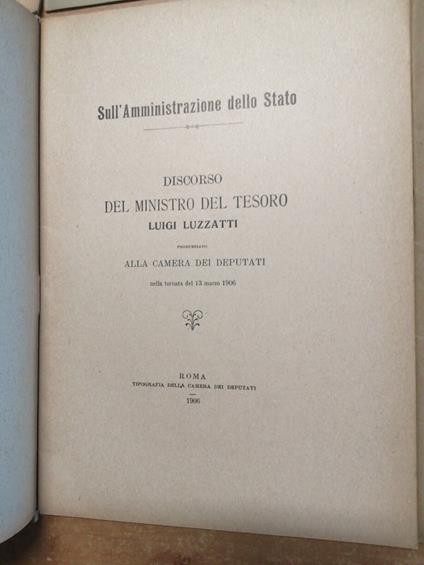 Sull'Amministrazione dello Stato
DISCORSO
DEL MINISTRO DEL TESORO
LUIGI LUZZATTI
PRONUNZIATO
ALLA CAMERA DEI DEPUTATI
nella tornata del 13 marzo 1906
ROMA
TIPOGRAFIA DELLA CAMERA DEI DEPUTATI
1906